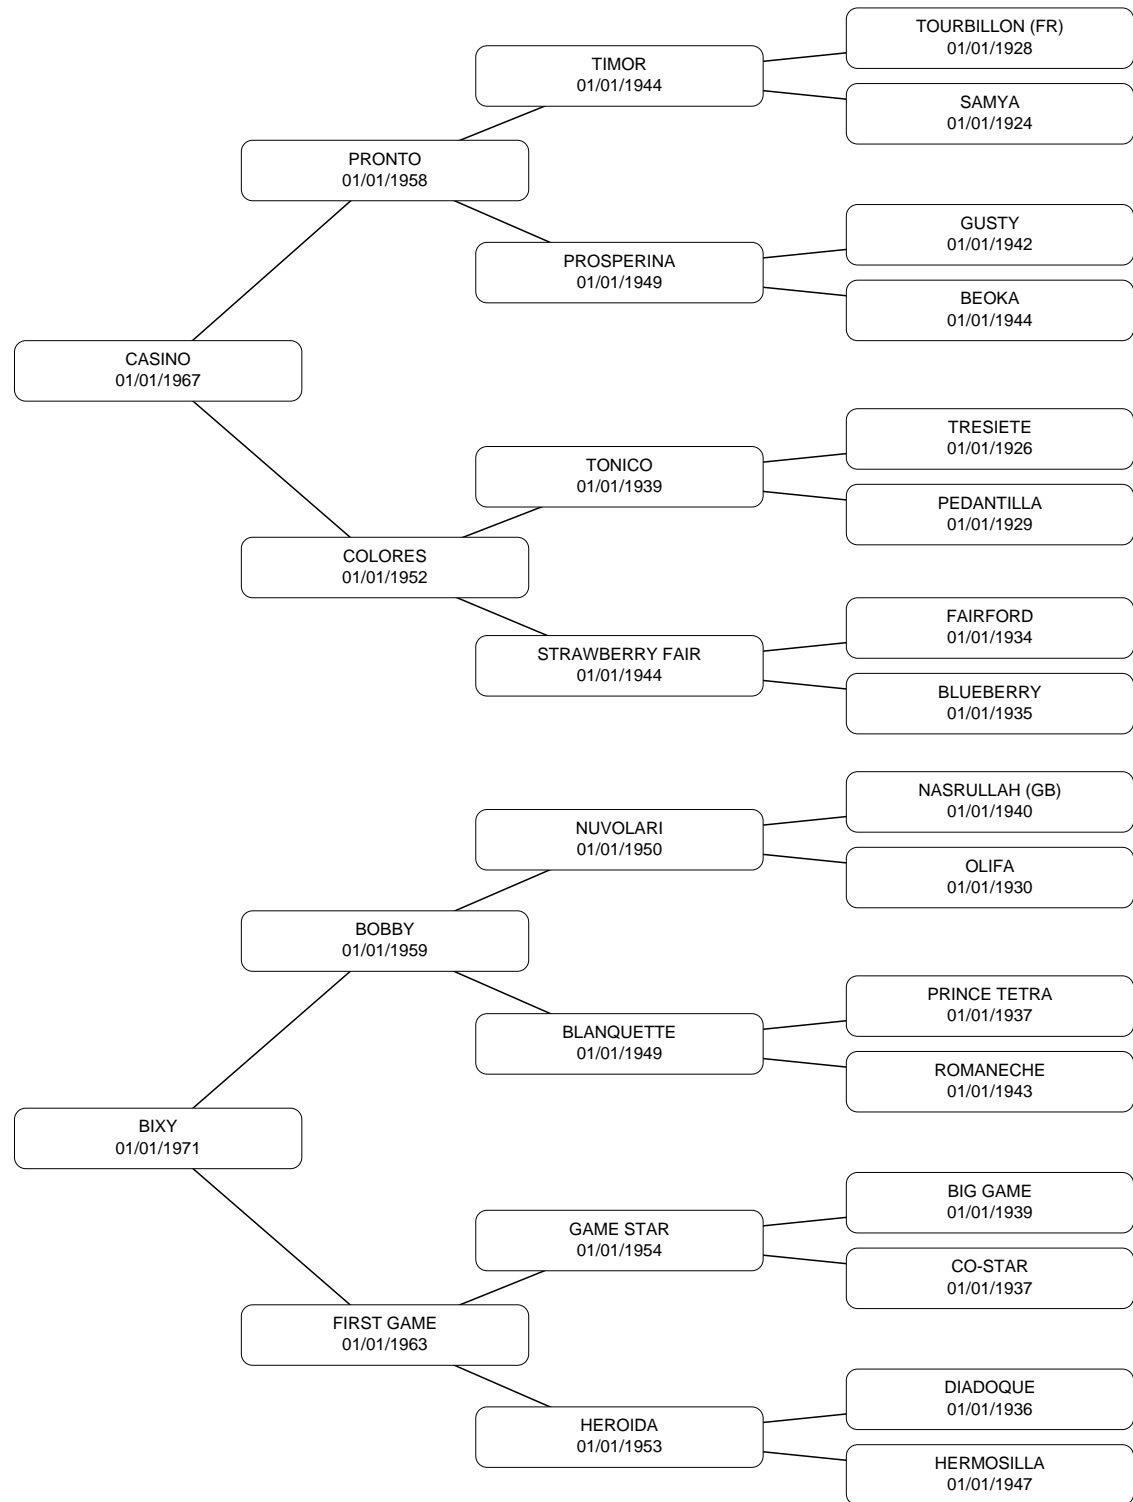 TOURBILLON (FR)
01/01/1928
TIMOR
01/01/1944
SAMYA
01/01/1924
PRONTO
01/01/1958
GUSTY
01/01/1942
PROSPERINA
01/01/1949
BEOKA
01/01/1944
CASINO
01/01/1967
TRESIETE
01/01/1926
TONICO
01/01/1939
PEDANTILLA
01/01/1929
COLORES
01/01/1952
FAIRFORD
01/01/1934
STRAWBERRY FAIR
01/01/1944
BLUEBERRY
01/01/1935
NASRULLAH (GB)
01/01/1940
NUVOLARI
01/01/1950
OLIFA
01/01/1930
BOBBY
01/01/1959
PRINCE TETRA
01/01/1937
BLANQUETTE
01/01/1949
ROMANECHE
01/01/1943
BIXY
01/01/1971
BIG GAME
01/01/1939
GAME STAR
01/01/1954
CO-STAR
01/01/1937
FIRST GAME
01/01/1963
DIADOQUE
01/01/1936
HEROIDA
01/01/1953
HERMOSILLA
01/01/1947